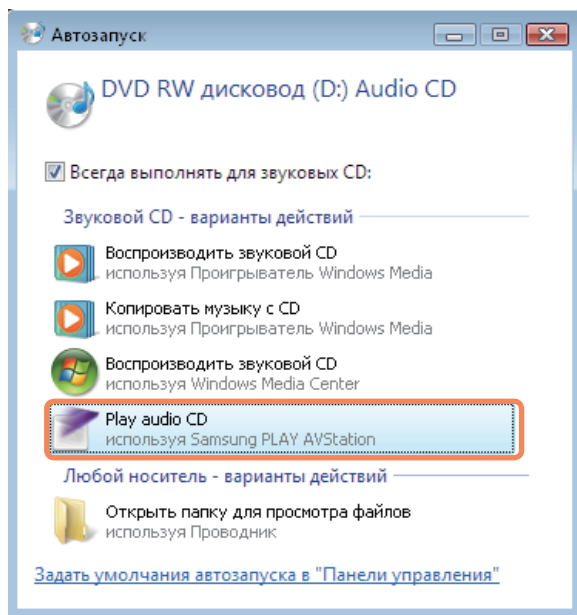 Автозапуск
DVD RW дисковод (D:) Audio CD
Всегда выполнять для звуковых CD:
Звуковой CD - варианты действий
Воспроизводить звуковой CD
используя Проигрыватель Windows Media
Копировать музыку с CD
используя Проигрыватель Windows Media
Воспроизводить звуковой CD
используя Windows Media Center
Play audio CD
используя Samsung PLAY AVStation
Любой носитель - варианты действий
Открыть папку для просмотра файлов
используя Проводник
Задать умолчания автозапуска в "Панели управления"